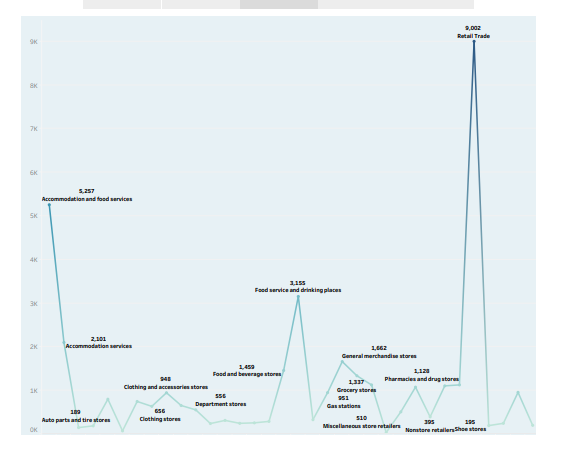 9,002
Retail Trade
9K
8K
7K
6K
5,257
Accommodation and food services
5K
4K
3,155
Food service and drinking places
3K
2,101
Accommodation services
2K
1,662
General merchandise stores
1,459
Food and beverage stores
1,128
Pharmacies and drug stores
948
Clothing and accessories stores
1,337
Grocery stores
1K
556
Department stores
951
Gas stations
189
Auto parts and tire stores
656
Clothing stores
510
Miscellaneous store retailers
395
Nonstore retailers
195
Shoe stores
0K